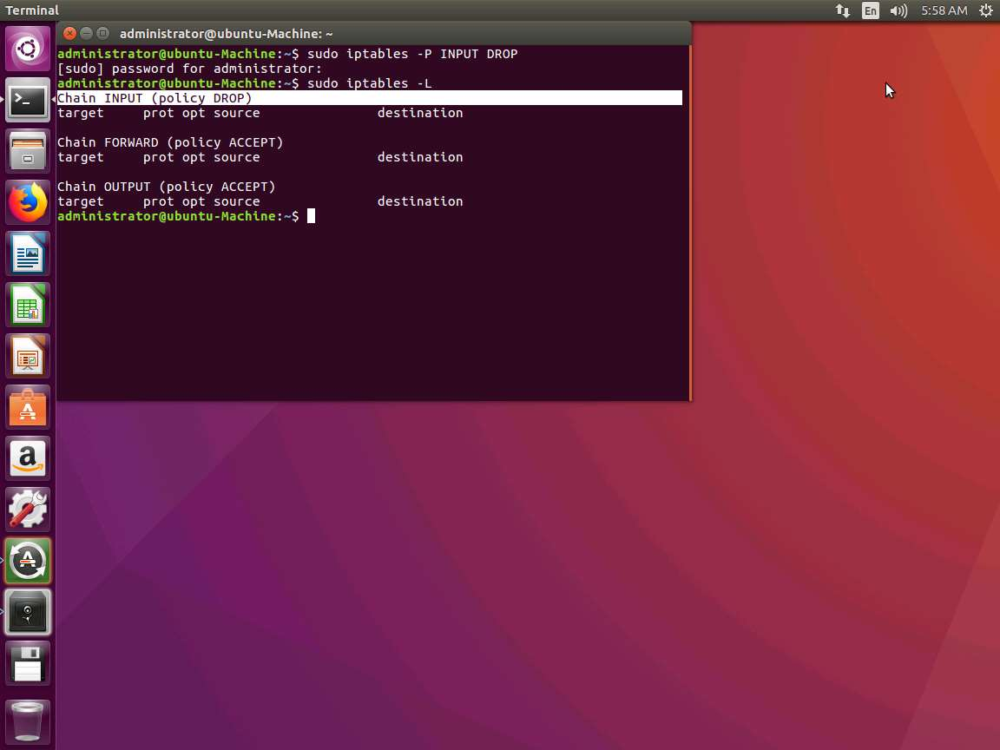 Terminal
En
5:58 AM
administrator@ubuntu-Machine: ~
administrator@ubuntu-Machine:~$ sudo iptables -P INPUT DROP
[sudo] password for administrator:
administrator@ubuntu-Machine:~$ sudo iptables -L
Chain INPUT (policy DROP)
target     prot opt source               destination
Chain FORWARD (policy ACCEPT)
target     prot opt source               destination
Chain OUTPUT (policy ACCEPT)
target     prot opt source               destination
administrator@ubuntu-Machine:~$